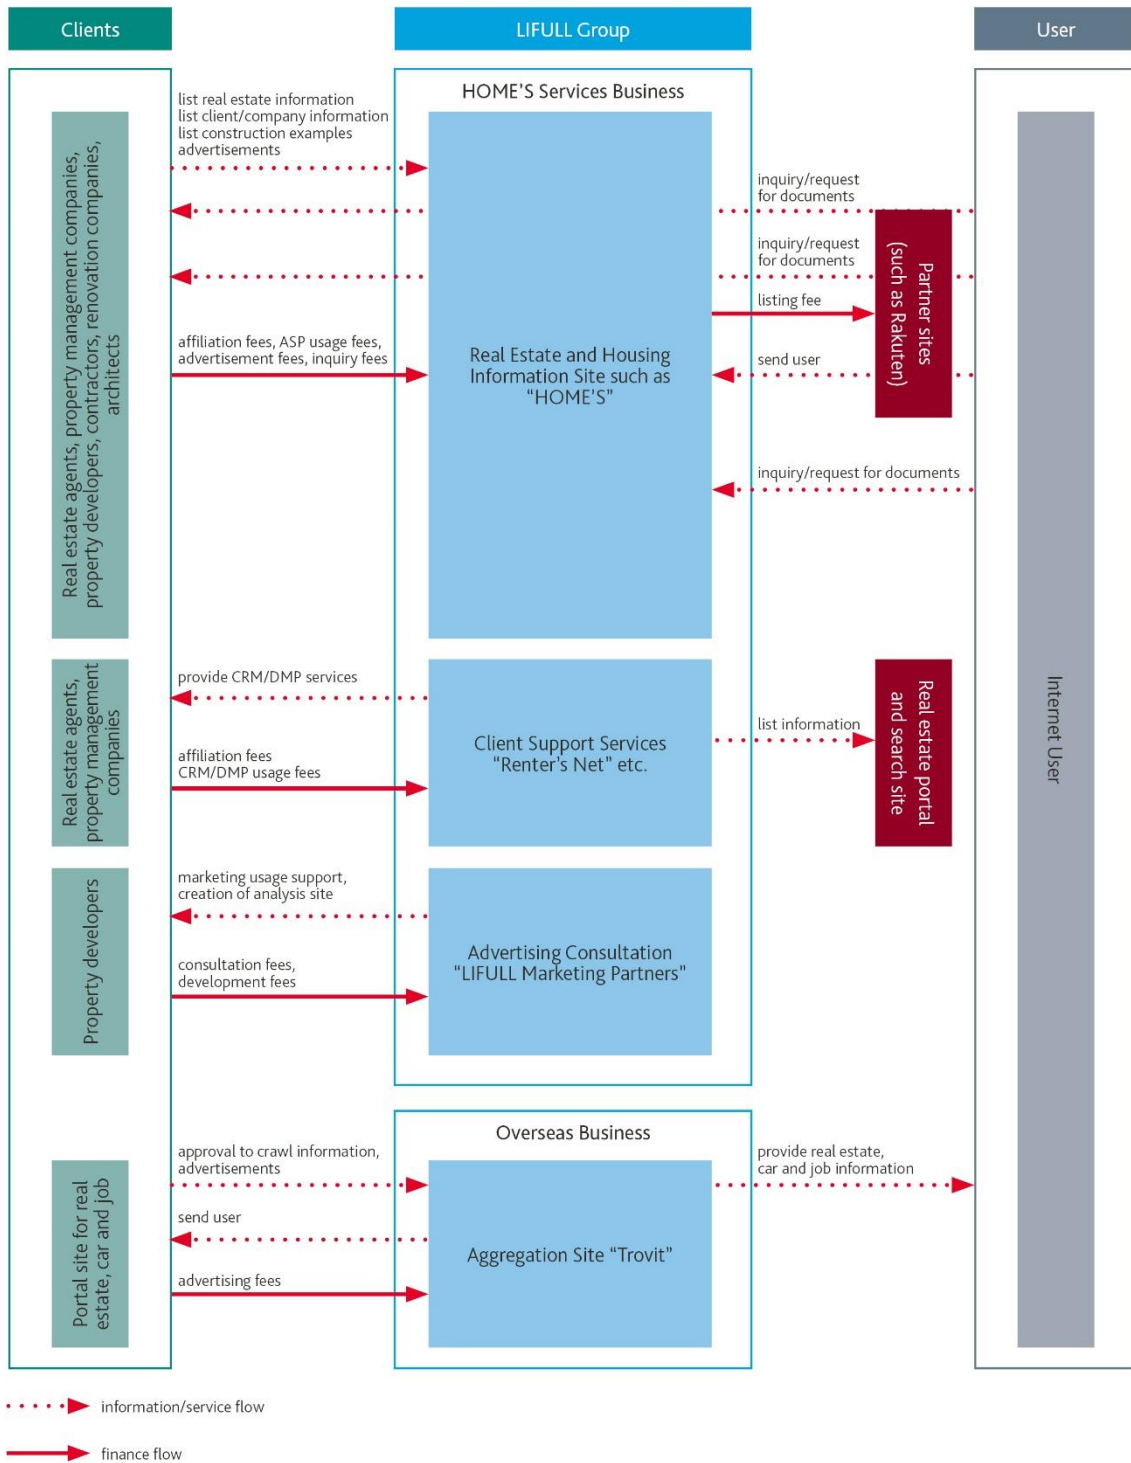 Clients
LIFULL Group
User
HOME'S Services Business
Real estate agents, property management companies,
property developers, contractors, renovation companies,
architects
list real estate information
list client/company information
list construction examples
advertisements
affiliation fees, ASP usage fees,
advertisement fees, inquiry fees
Real Estate and Housing
Information Site such as
“HOME'S”
inquiry/request
for documents
inquiry/request
for documents
listing fee
send user
Partner sites
(such as Rakuten)
inquiry/request for documents
Internet User
Real estate agents,
property management
companies
provide CRM/DMP services
affiliation fees
CRM/DMP usage fees
Client Support Services
“Renter's Net” etc.
list information
Real estate portal
and search site
Property developers
marketing usage support,
creation of analysis site
consultation fees,
development fees
Advertising Consultation
“LIFULL Marketing Partners”
Overseas Business
Portal site for real
estate, car and job
approval to crawl information,
advertisements
send user
advertising fees
Aggregation Site “Trovit”
provide real estate,
car and job information
information/service flow
finance flow